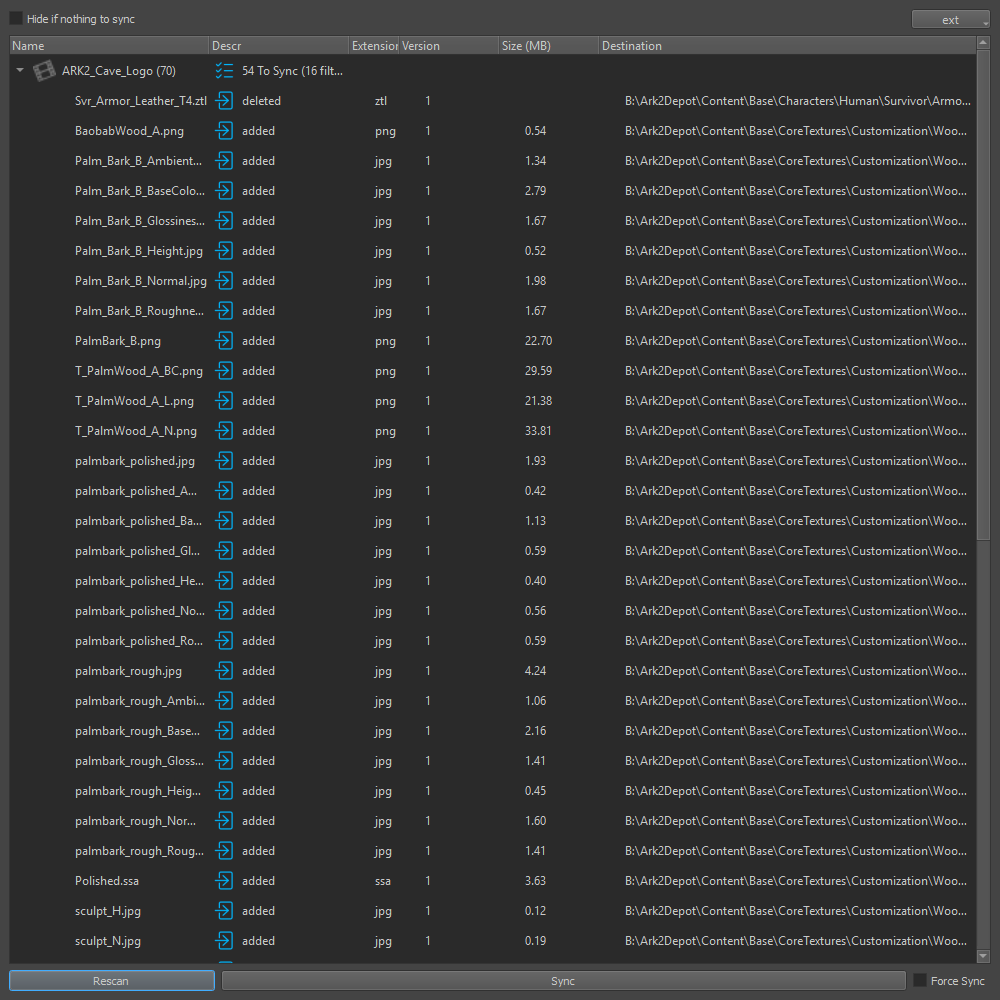 Hide if nothing to sync ext
Name Descr Extension Version Size (MB) Destination
ARK2_Cave_Logo (70) 54 To Sync (16 filt...
Svr_Armor_Leather_T4.ztl deleted ztl 1 B:\Ark2Depot\Content\Base\Characters\Human\Survivor\Armo...
BaobabWood_A.png added png 1 0.54 B:\Ark2Depot\Content\Base\CoreTextures\Customization\Woo...
Palm_Bark_B_Ambient... added jpg 1 1.34 B:\Ark2Depot\Content\Base\CoreTextures\Customization\Woo...
Palm_Bark_B_BaseColo... added jpg 1 2.79 B:\Ark2Depot\Content\Base\CoreTextures\Customization\Woo...
Palm_Bark_B_Glossines... added jpg 1 1.67 B:\Ark2Depot\Content\Base\CoreTextures\Customization\Woo...
Palm_Bark_B_Height.jpg added jpg 1 0.52 B:\Ark2Depot\Content\Base\CoreTextures\Customization\Woo...
Palm_Bark_B_Normal.jpg added jpg 1 1.98 B:\Ark2Depot\Content\Base\CoreTextures\Customization\Woo...
Palm_Bark_B_Roughne... added jpg 1 1.67 B:\Ark2Depot\Content\Base\CoreTextures\Customization\Woo...
PalmBark_B.png added png 1 22.70 B:\Ark2Depot\Content\Base\CoreTextures\Customization\Woo...
T_PalmWood_A_BC.png added png 1 29.59 B:\Ark2Depot\Content\Base\CoreTextures\Customization\Woo...
T_PalmWood_A_L.png added png 1 21.38 B:\Ark2Depot\Content\Base\CoreTextures\Customization\Woo...
T_PalmWood_A_N.png added png 1 33.81 B:\Ark2Depot\Content\Base\CoreTextures\Customization\Woo...
palmbark_polished.jpg added jpg 1 1.93 B:\Ark2Depot\Content\Base\CoreTextures\Customization\Woo...
palmbark_polished_A... added jpg 1 0.42 B:\Ark2Depot\Content\Base\CoreTextures\Customization\Woo...
palmbark_polished_Ba... added jpg 1 1.13 B:\Ark2Depot\Content\Base\CoreTextures\Customization\Woo...
palmbark_polished_Gl... added jpg 1 0.59 B:\Ark2Depot\Content\Base\CoreTextures\Customization\Woo...
palmbark_polished_He... added jpg 1 0.40 B:\Ark2Depot\Content\Base\CoreTextures\Customization\Woo...
palmbark_polished_No... added jpg 1 0.56 B:\Ark2Depot\Content\Base\CoreTextures\Customization\Woo...
palmbark_polished_Ro... added jpg 1 0.59 B:\Ark2Depot\Content\Base\CoreTextures\Customization\Woo...
palmbark_rough.jpg added jpg 1 4.24 B:\Ark2Depot\Content\Base\CoreTextures\Customization\Woo...
palmbark_rough_Ambi... added jpg 1 1.06 B:\Ark2Depot\Content\Base\CoreTextures\Customization\Woo...
palmbark_rough_Base... added jpg 1 2.16 B:\Ark2Depot\Content\Base\CoreTextures\Customization\Woo...
palmbark_rough_Gloss... added jpg 1 1.41 B:\Ark2Depot\Content\Base\CoreTextures\Customization\Woo...
palmbark_rough_Heig... added jpg 1 0.45 B:\Ark2Depot\Content\Base\CoreTextures\Customization\Woo...
palmbark_rough_Nor... added jpg 1 1.60 B:\Ark2Depot\Content\Base\CoreTextures\Customization\Woo...
palmbark_rough_Roug... added jpg 1 1.41 B:\Ark2Depot\Content\Base\CoreTextures\Customization\Woo...
Polished.ssa added ssa 1 3.63 B:\Ark2Depot\Content\Base\CoreTextures\Customization\Woo...
sculpt_H.jpg added jpg 1 0.12 B:\Ark2Depot\Content\Base\CoreTextures\Customization\Woo...
sculpt_N.jpg added jpg 1 0.19 B:\Ark2Depot\Content\Base\CoreTextures\Customization\Woo...
Rescan Sync Force Sync